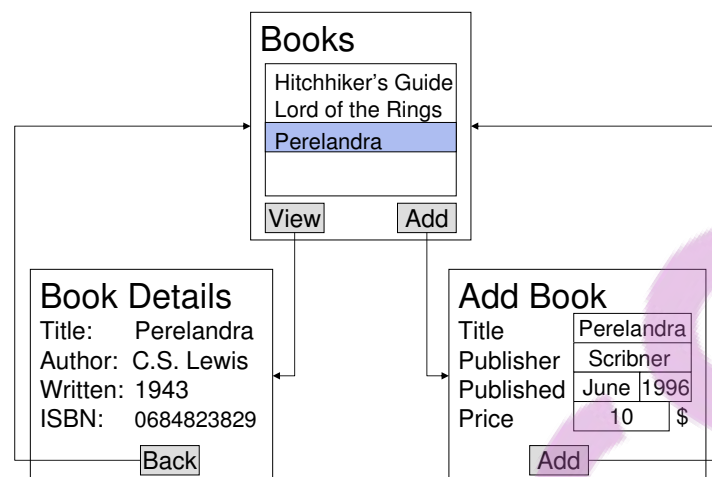 Books
Hitchhiker's Guide
Lord of the Rings
Perelandra
View Add
Book Details
Title: Perelandra
Author: C.S. Lewis
Written: 1943
ISBN: 0684823829
Back
Add Book
Title Perelandra
Publisher Scribner
Published June 1996
Price 10 $
Add